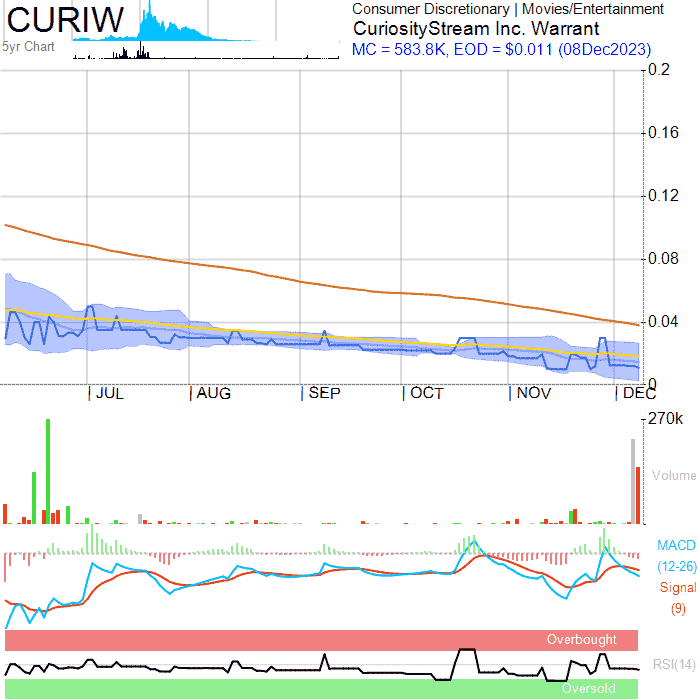 CURIW
5yr Chart
Consumer Discretionary | Movies/Entertainment
CuriosityStream Inc. Warrant
MC = 583.8K, EOD = $0.011 (08Dec2023)
0.2
0.16
0.12
0.08
0.04
0
JUL AUG SEP OCT NOV DEC
270k
Volume
MACD
(12-26)
Signal
(9)
Overbought
RSI(14)
Oversold